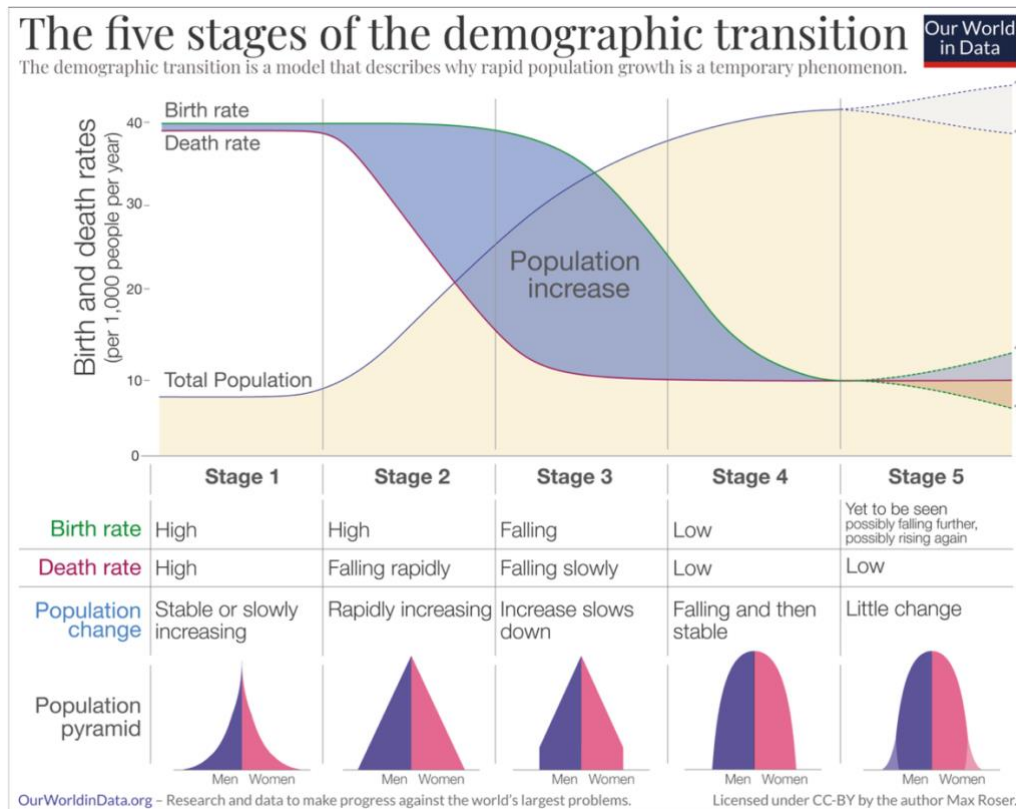 The five stages of the demographic transition
Our World
in Data
The demographic transition is a model that describes why rapid population growth is a temporary phenomenon.
Birth and death rates
(per 1,000 people per year)
40
30
20
10
0
Birth rate
Death rate
Population
increase
Total Population
Stage 1
Stage 2
Stage 3
Stage 4
Stage 5
Birth rate
High
High
Falling
Low
Yet to be seen
possibly falling further,
possibly rising again
Death rate
High
Falling rapidly
Falling slowly
Low
Low
Population
change
Stable or slowly
increasing
Rapidly increasing
Increase slows
down
Falling and then
stable
Little change
Population
pyramid
Men Women
Men Women
Men Women
Men Women
Men Women
OurWorldinData.org – Research and data to make progress against the world's largest problems.
Licensed under CC-BY by the author Max Roser.